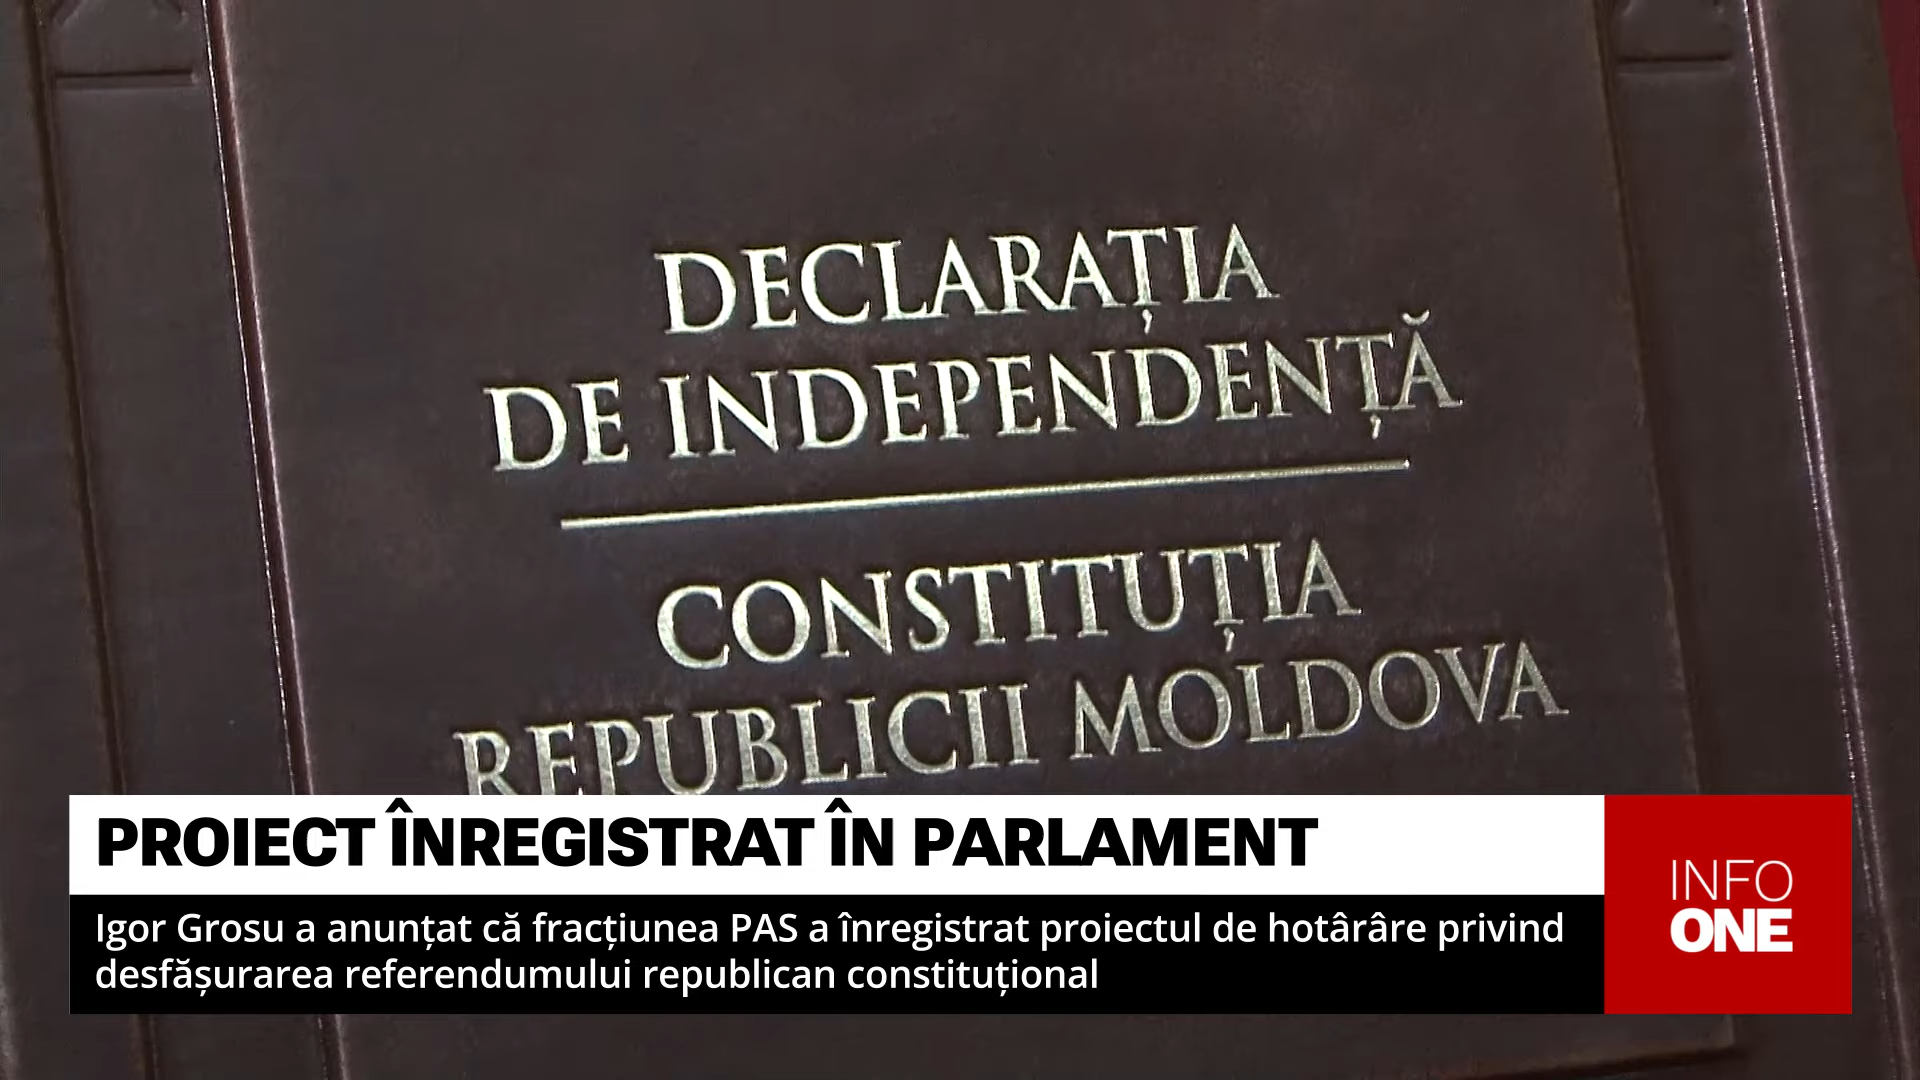 DECLARAȚIA
DE INDEPENDENȚĂ
CONSTITUȚIA
REPUBLICII MOLDOVA
PROIECT ÎNREGISTRAT ÎN PARLAMENT
Igor Grosu a anunțat că fracțiunea PAS a înregistrat proiectul de hotârâre privind
desfășurarea referendumului republican constituțional
INFO
ONE